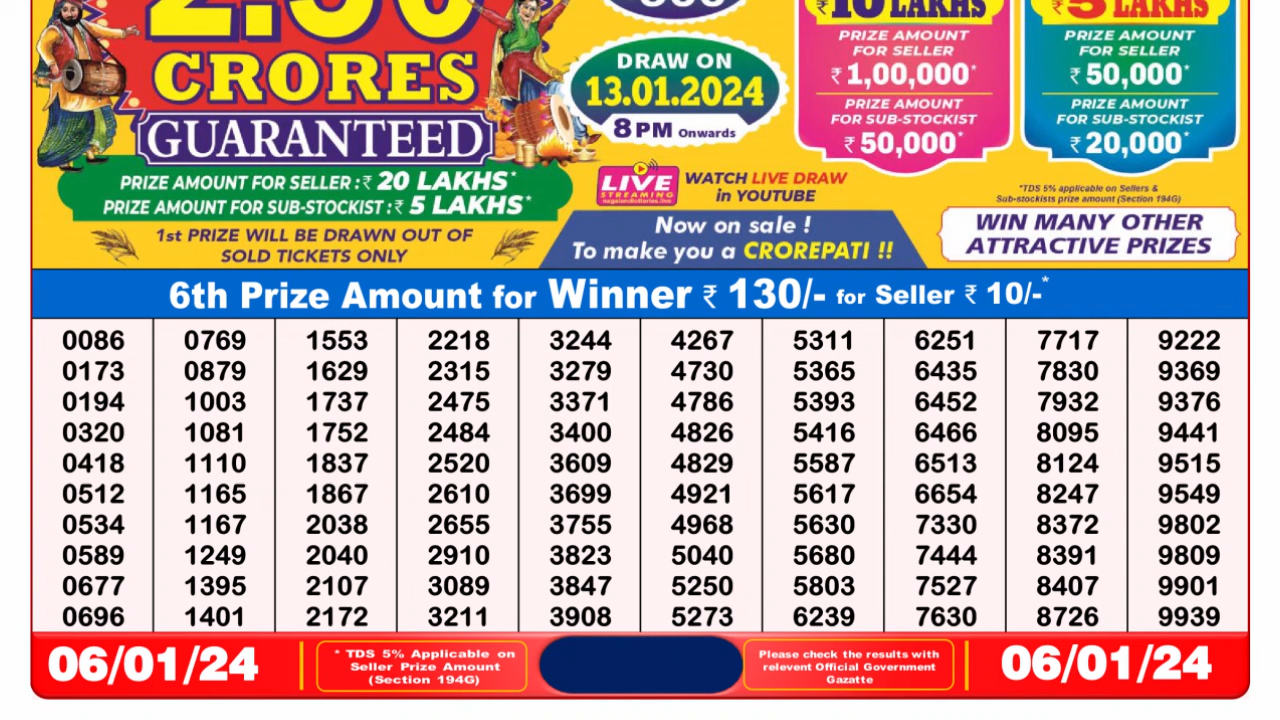 2.50
CRORES
GUARANTEED
PRIZE AMOUNT FOR SELLER :₹ 20 LAKHS*
PRIZE AMOUNT FOR SUB-STOCKIST :₹ 5 LAKHS*
1st PRIZE WILL BE DRAWN OUT OF
SOLD TICKETS ONLY
DRAW ON
13.01.2024
8PM Onwards
LIVE
STREAMING
WATCH LIVE DRAW
in YOUTUBE
Now on sale !
To make you a CROREPATI !!
₹10 LAKHS
PRIZE AMOUNT
FOR SELLER
₹ 1,00,000*
PRIZE AMOUNT
FOR SUB-STOCKIST
₹ 50,000*
₹5 LAKHS
PRIZE AMOUNT
FOR SELLER
₹ 50,000*
PRIZE AMOUNT
FOR SUB-STOCKIST
₹ 20,000*
*TDS 5% applicable on Sellers &
Sub-stockists prize amount (Section 194G)
WIN MANY OTHER
ATTRACTIVE PRIZES
6th Prize Amount for Winner ₹ 130/- for Seller ₹ 10/-*
0086 0769 1553 2218 3244 4267 5311 6251 7717 9222
0173 0879 1629 2315 3279 4730 5365 6435 7830 9369
0194 1003 1737 2475 3371 4786 5393 6452 7932 9376
0320 1081 1752 2484 3400 4826 5416 6466 8095 9441
0418 1110 1837 2520 3609 4829 5587 6513 8124 9515
0512 1165 1867 2610 3699 4921 5617 6654 8247 9549
0534 1167 2038 2655 3755 4968 5630 7330 8372 9802
0589 1249 2040 2910 3823 5040 5680 7444 8391 9809
0677 1395 2107 3089 3847 5250 5803 7527 8407 9901
0696 1401 2172 3211 3908 5273 6239 7630 8726 9939
06/01/24
* TDS 5% Applicable on
Seller Prize Amount
(Section 194G)
Please check the results with
relevent Official Government
Gazatte
06/01/24